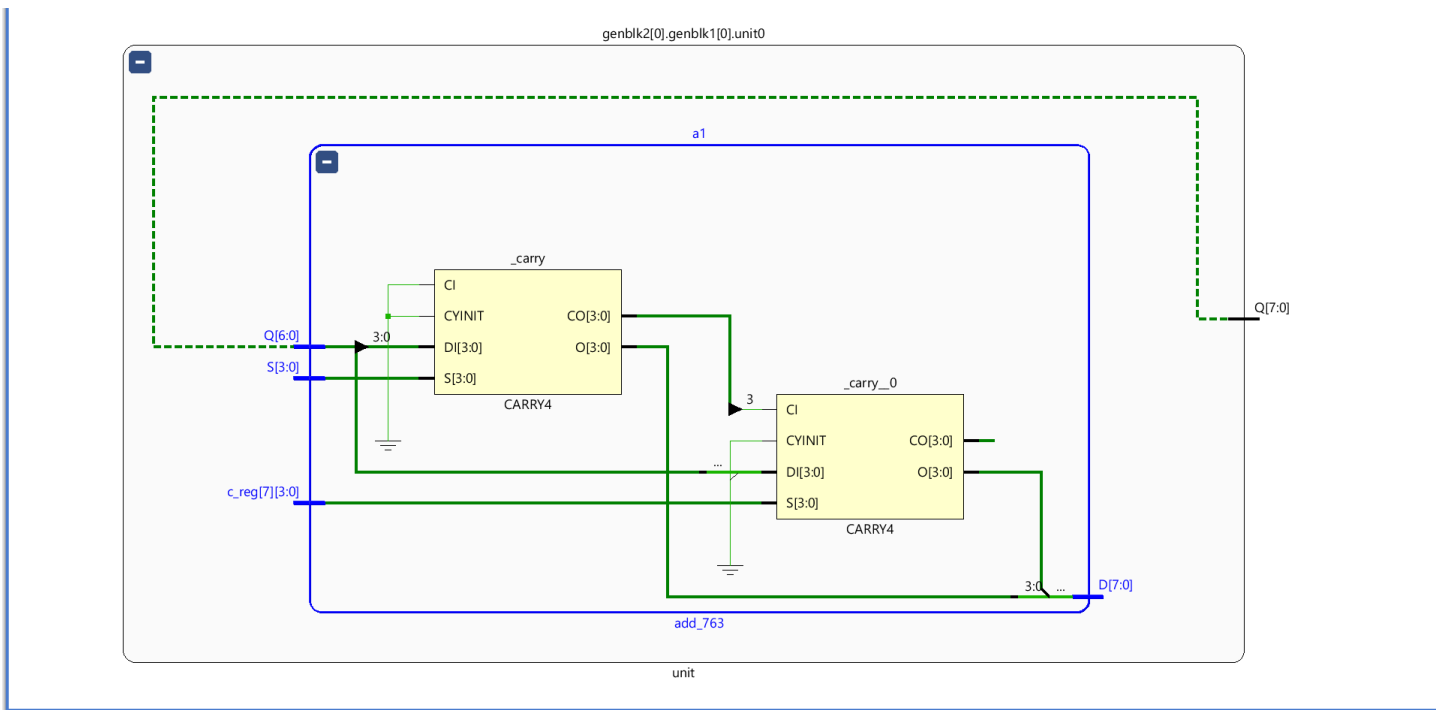 genblk2[0].genblk1[0].unit0
a1
_carry
CI
CYINIT
CO[3:0]
Q[7:0]
Q[6:0]
3:0
DI[3:0]
O[3:0]
S[3:0]
S[3:0]
CARRY4
_carry__0
3
CI
CYINIT
CO[3:0]
...
DI[3:0]
O[3:0]
c_reg[7][3:0]
S[3:0]
CARRY4
3:0
...
D[7:0]
add_763
unit